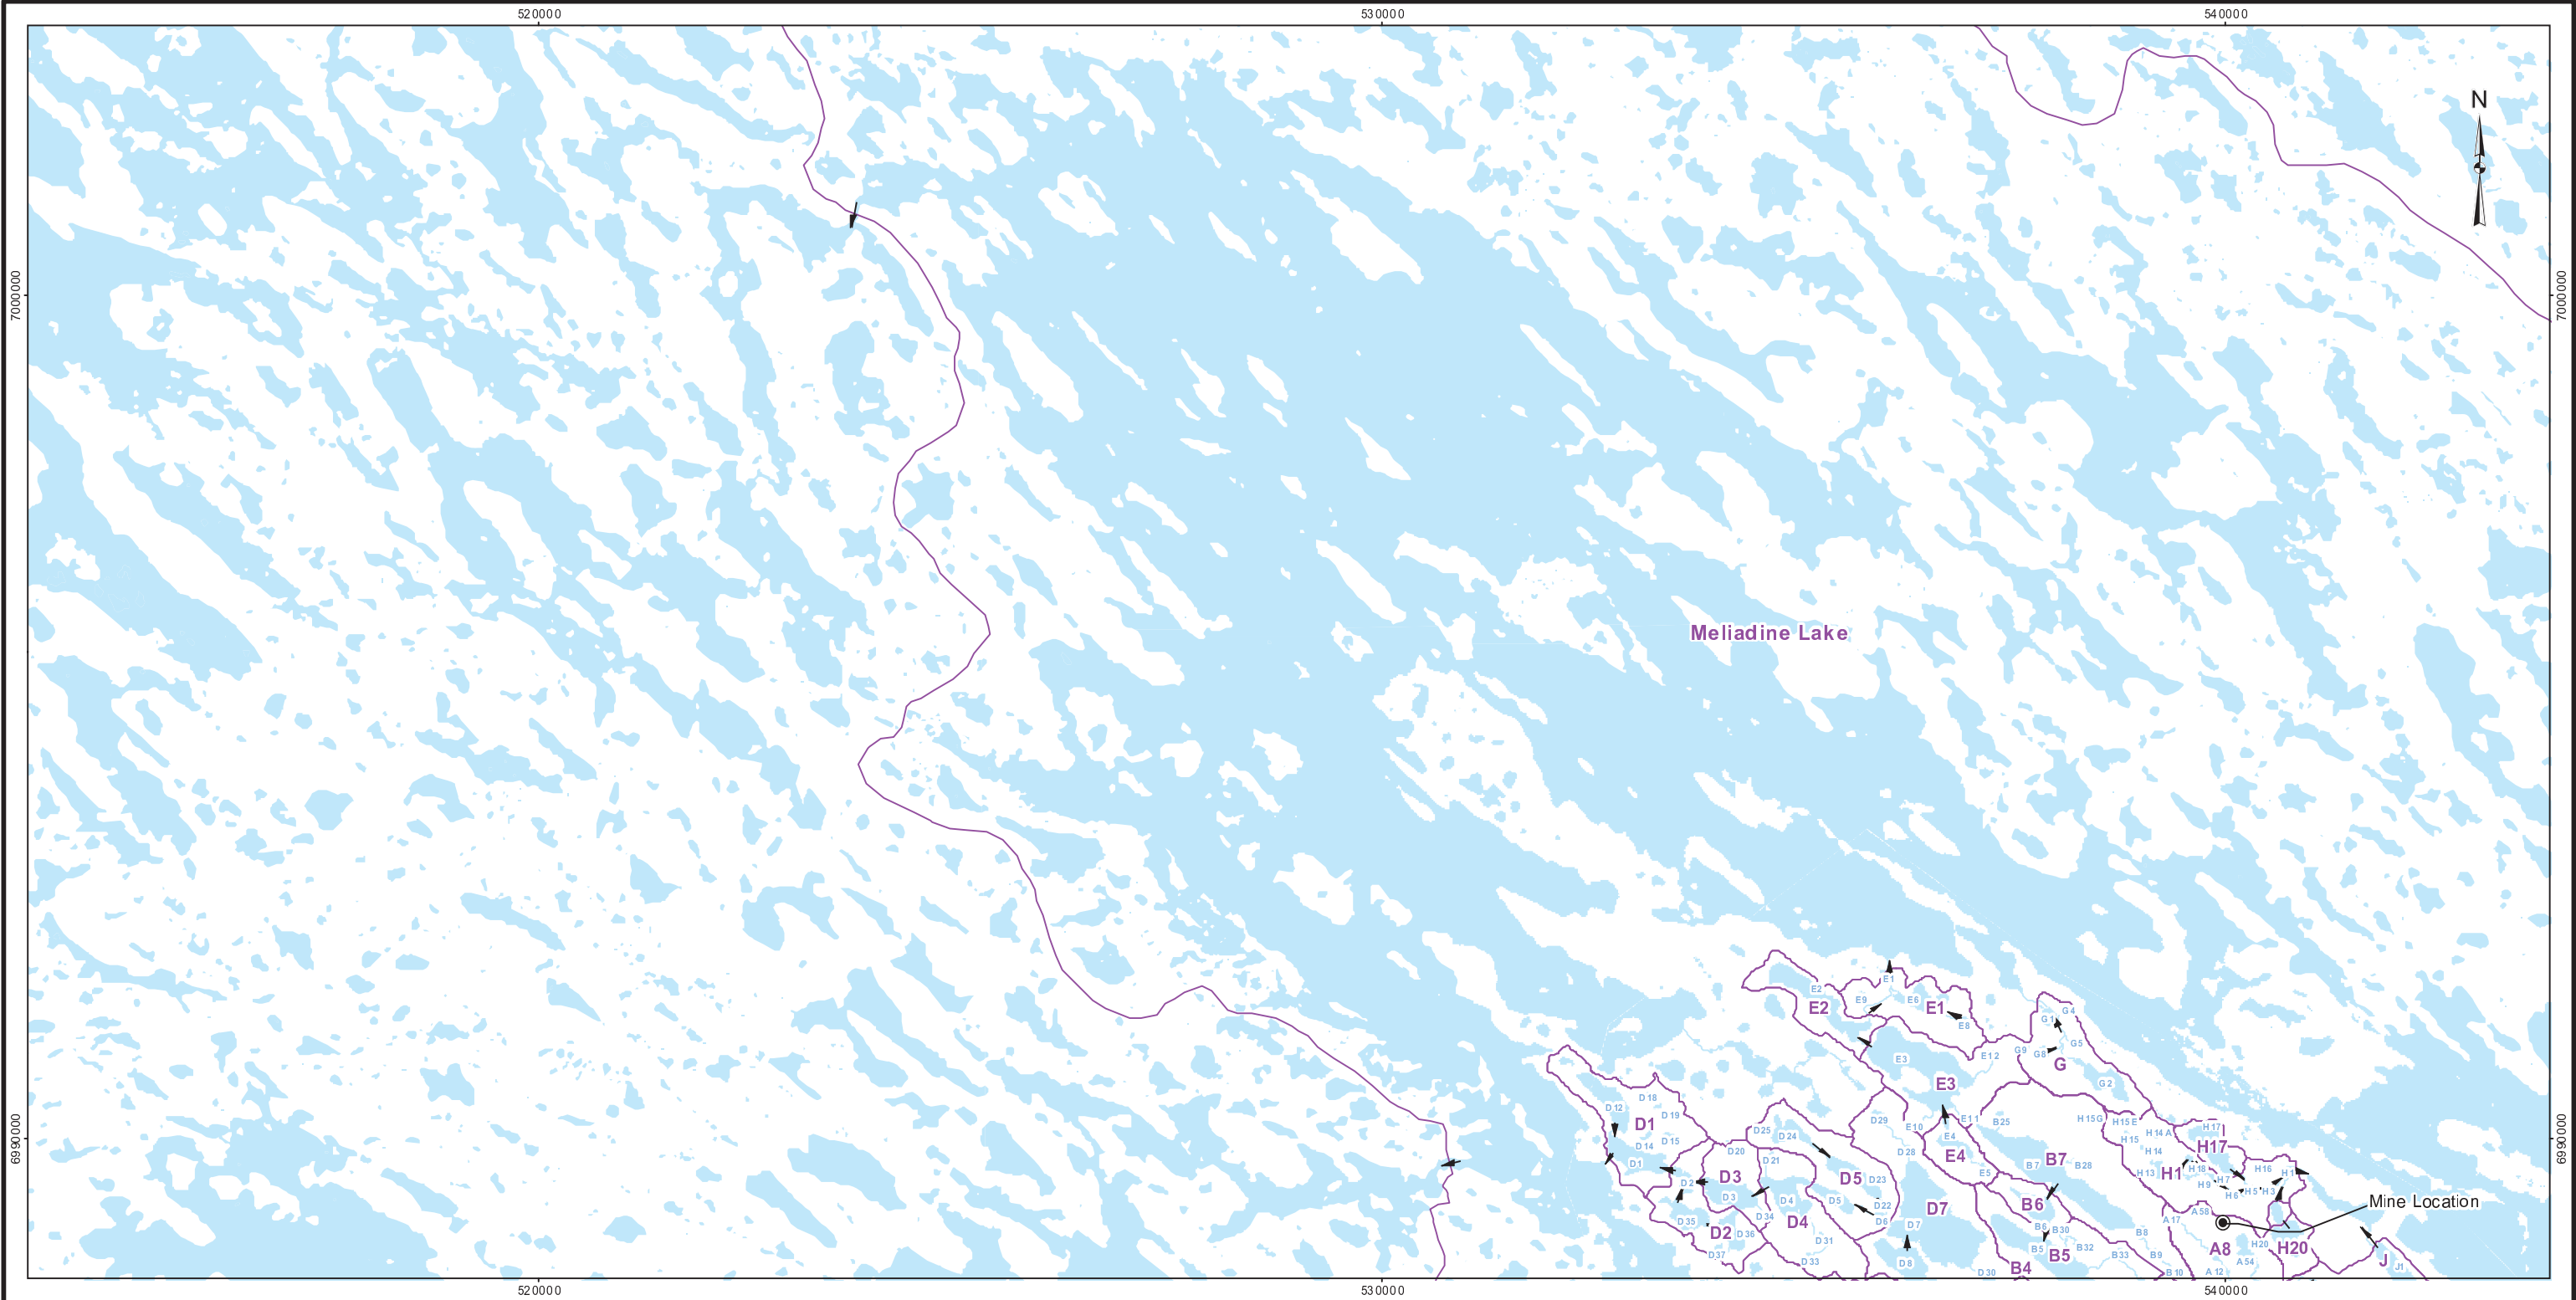 520000 530000 540000
N
7000000 7000000
Meliadine Lake
E2 E1
E9 E6
E2 E1
E8
G4
G1
G5
G9 G8
G
E3 E12
E3
G2
D18
D12 D19
D1
D14 D15
D1
D25 D24
D20
D21
D29
E10 E11
E4
B25
D28
E4
E5
H15G H15E
H15
H14A
H14
H13
H17
H17
6990000 6990000
B7
B7 B28
H1
H18
H7
H9
H6
H5
H3
H16
H1
D2
D3
D3
D5
D23
D5 D22
D6
D4
D34
D4
D7
D7
B6
B6 B30
Mine Location
D35
D2
D36
D37
D31
D33
D8
D30
B4
B5
B5
B32
B33
B8
B9
B10
A17
A58
A8
A12
A54
H20
H20
J
J1
520000 530000 540000